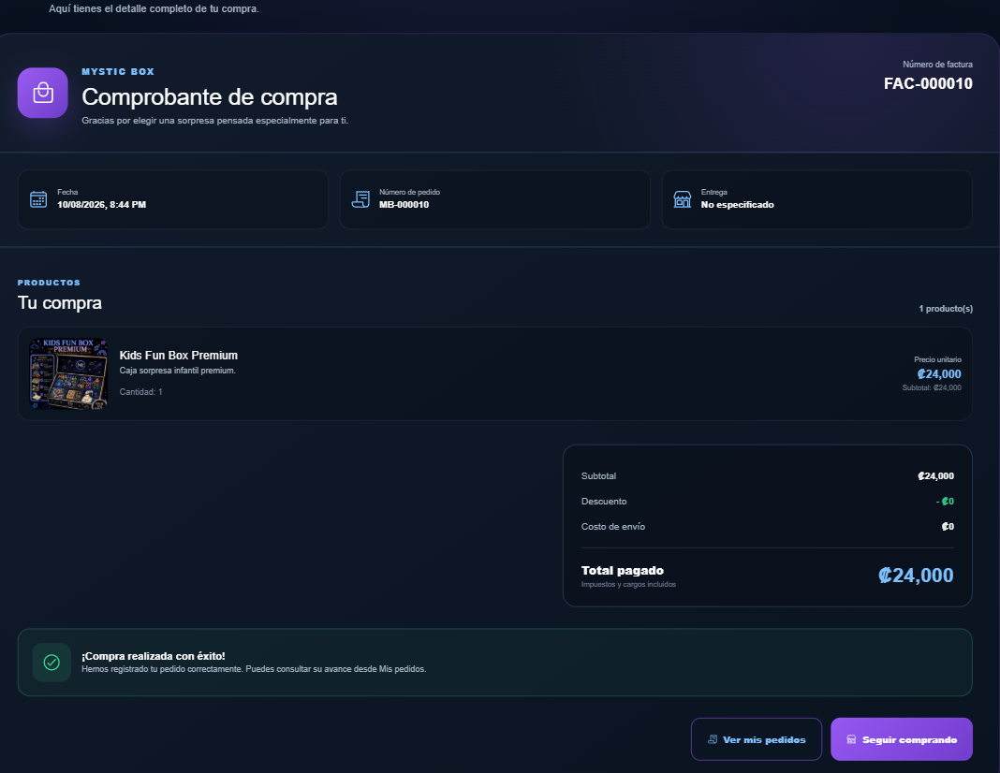 Aquí tienes el detalle completo de tu compra.
MYSTIC BOX
Comprobante de compra
Gracias por elegir una sorpresa pensada especialmente para ti.
Número de factura
FAC-000010
Fecha
10/08/2026, 8:44 PM
Número de pedido
MB-000010
Entrega
No especificado
PRODUCTOS
Tu compra
1 producto(s)
KIDS FUN BOX
PREMIUM
Kids Fun Box Premium
Caja sorpresa infantil premium.
Cantidad: 1
Precio unitario
₡24,000
Subtotal: ₡24,000
Subtotal ₡24,000
Descuento - ₡0
Costo de envío ₡0
Total pagado ₡24,000
Impuestos y cargos incluidos
¡Compra realizada con éxito!
Hemos registrado tu pedido correctamente. Puedes consultar su avance desde Mis pedidos.
Ver mis pedidos
Seguir comprando